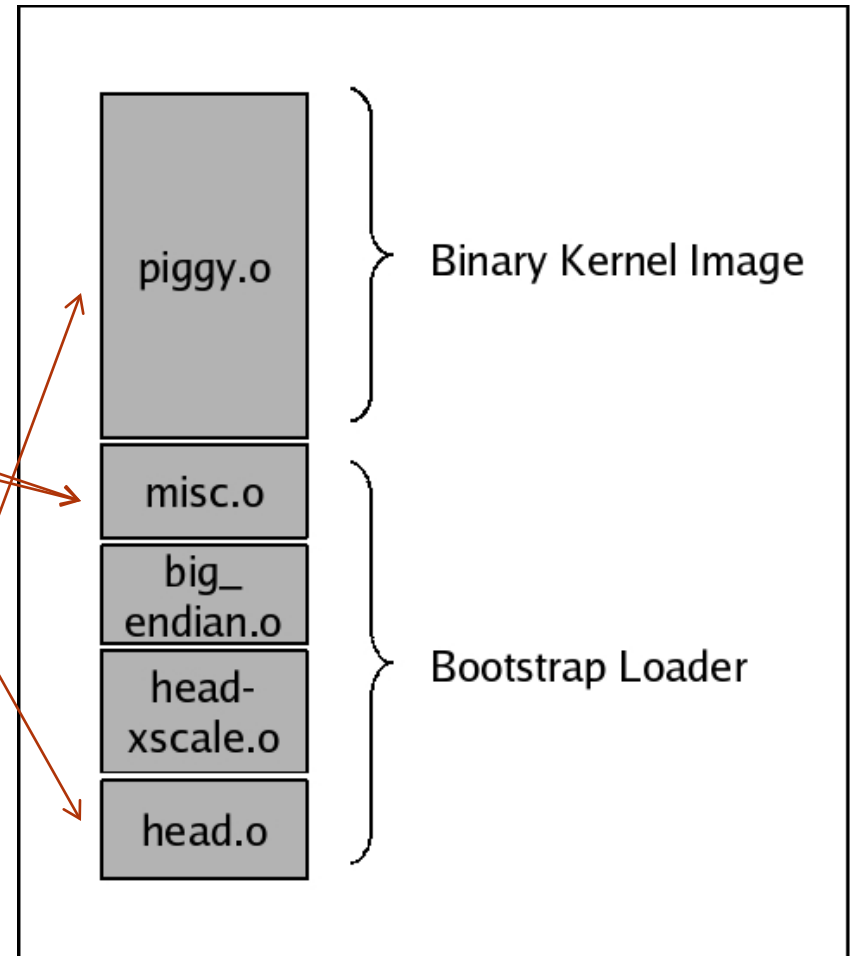 piggy.o
Binary Kernel Image
misc.o
big_
endian.o
head-
xscale.o
Bootstrap Loader
head.o